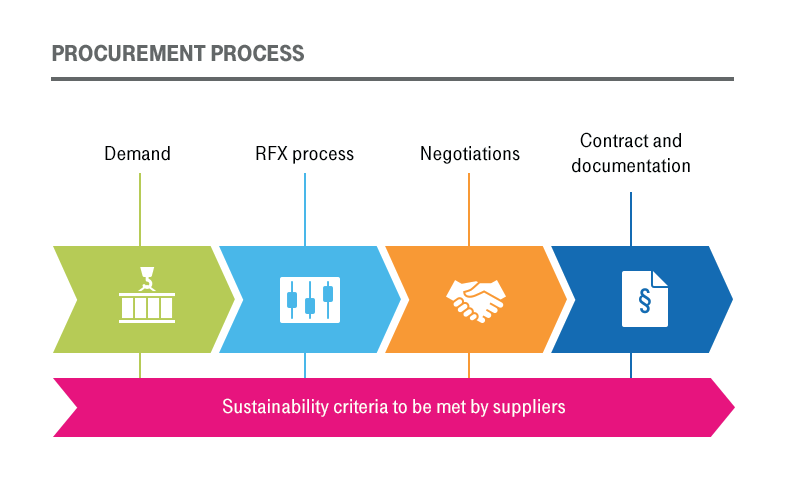 PROCUREMENT PROCESS
Demand
RFX process
Negotiations
Contract and
documentation
§
Sustainability criteria to be met by suppliers